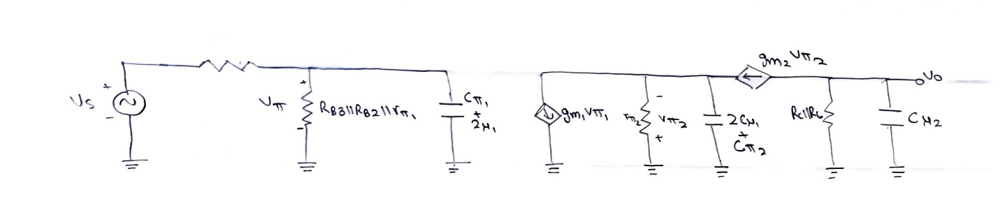 gm₂Vπ₂
Vo
+
Vs
-
+
Vπ
-
RB3||RB2||rπ₁
Cπ₁
+
2μ₁
gm₁Vπ₁
rπ₂
-
Vπ₂
+
2Cμ₁
+
Cπ₂
Rc||RL
Cμ2